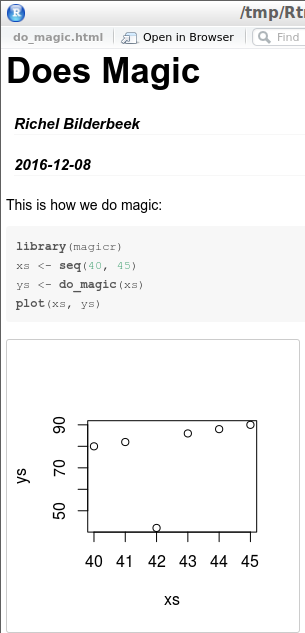 R
/tmp/Rt
do_magic.html Open in Browser Find
Does Magic
Richel Bilderbeek
2016-12-08
This is how we do magic:
library(magicr)
xs <- seq(40, 45)
ys <- do_magic(xs)
plot(xs, ys)
90
70
50
ys
40 41 42 43 44 45
xs